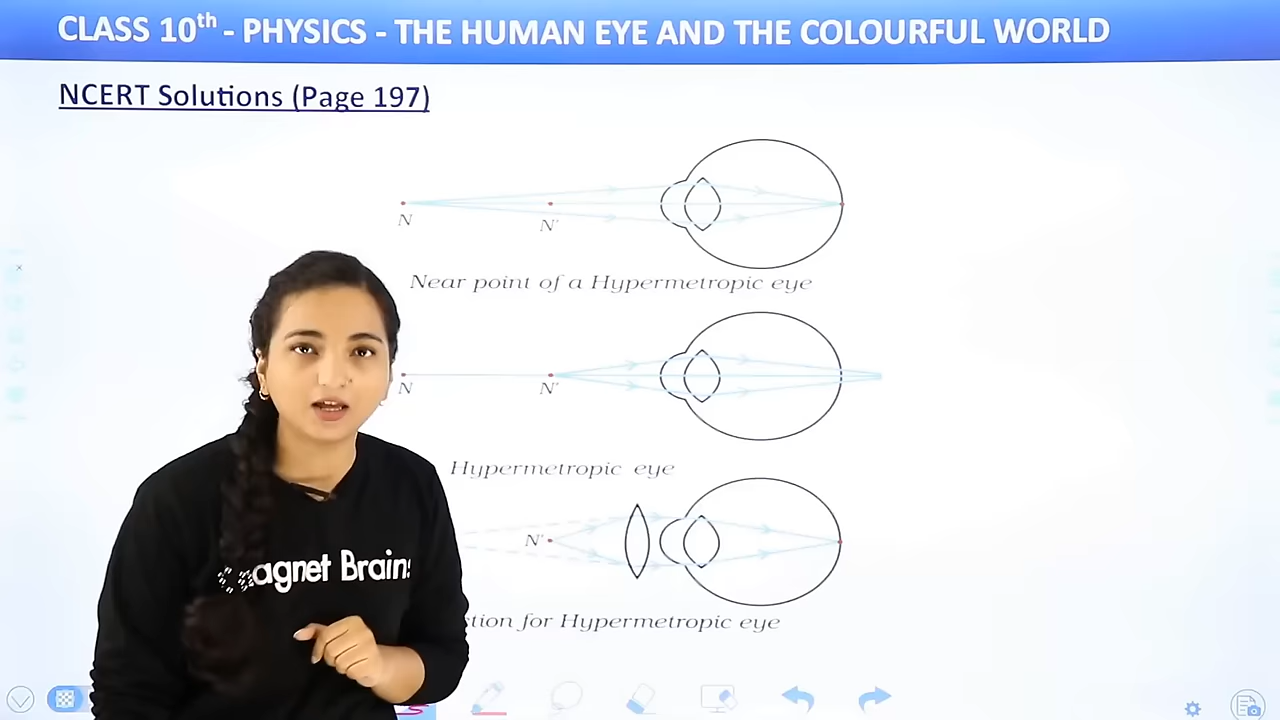 CLASS 10th - PHYSICS - THE HUMAN EYE AND THE COLOURFUL WORLD
NCERT Solutions (Page 197)
N
N'
Near point of a Hypermetropic eye
N
N'
Hypermetropic eye
N'
ction for Hypermetropic eye
agnet Brains